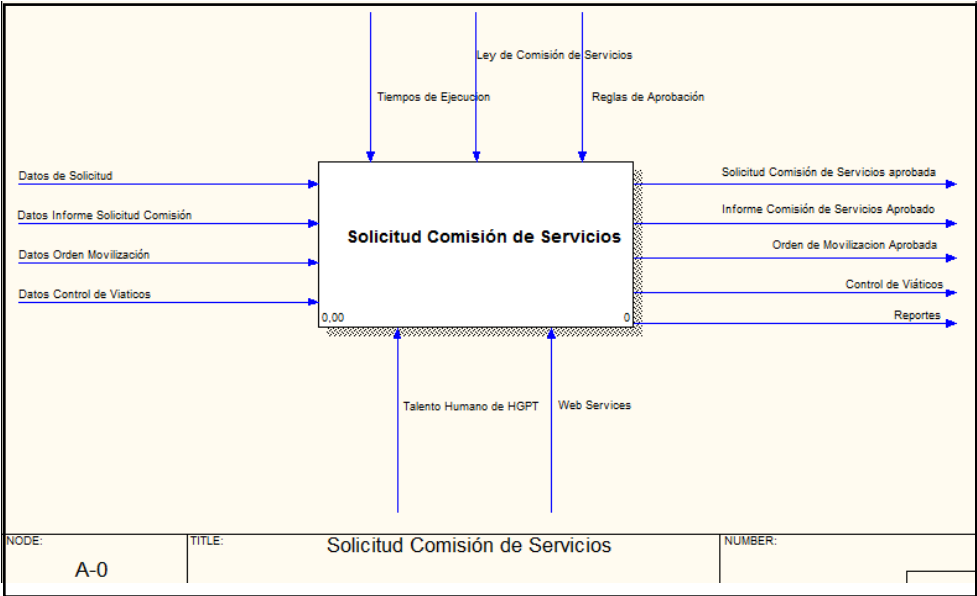 Ley de Comisión de Servicios
Tiempos de Ejecucion
Reglas de Aprobación
Datos de Solicitud
Datos Informe Solicitud Comisión
Datos Orden Movilización
Datos Control de Viaticos
Solicitud Comisión de Servicios
0,00
0
Solicitud Comisión de Servicios aprobada
Informe Comisión de Servicios Aprobado
Orden de Movilizacion Aprobada
Control de Viáticos
Reportes
Talento Humano de HGPT
Web Services
NODE:
A-0
TITLE:
Solicitud Comisión de Servicios
NUMBER: